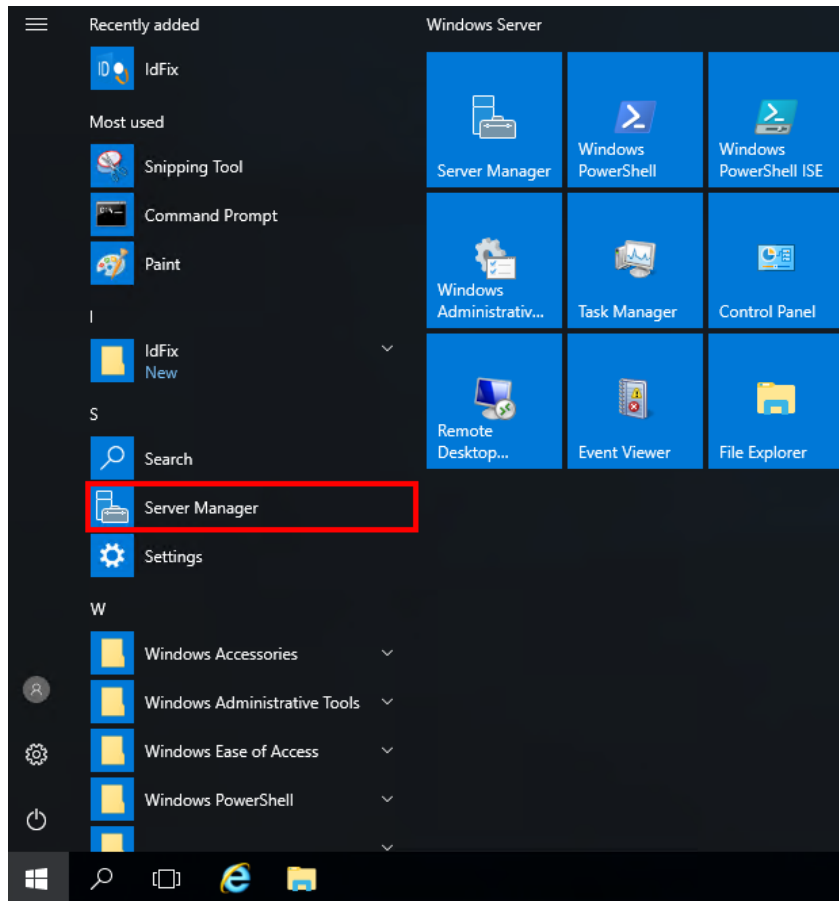 Recently added
IdFix
Most used
Snipping Tool
Command Prompt
Paint
I
IdFix
New
S
Search
Server Manager
Settings
W
Windows Accessories
Windows Administrative Tools
Windows Ease of Access
Windows PowerShell
Windows Server
Server Manager
Windows
PowerShell
Windows
PowerShell ISE
Windows
Administrativ...
Task Manager
Control Panel
Remote
Desktop...
Event Viewer
File Explorer